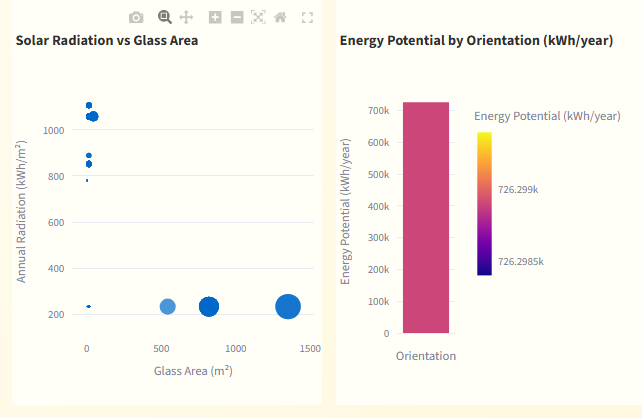 Solar Radiation vs Glass Area
1000
800
600
400
200
0
500
1000
1500
Annual Radiation (kWh/m²)
Glass Area (m²)
Energy Potential by Orientation (kWh/year)
700k
600k
500k
400k
300k
200k
100k
0
Energy Potential (kWh/year)
Orientation
Energy Potential (kWh/year)
726.299k
726.2985k